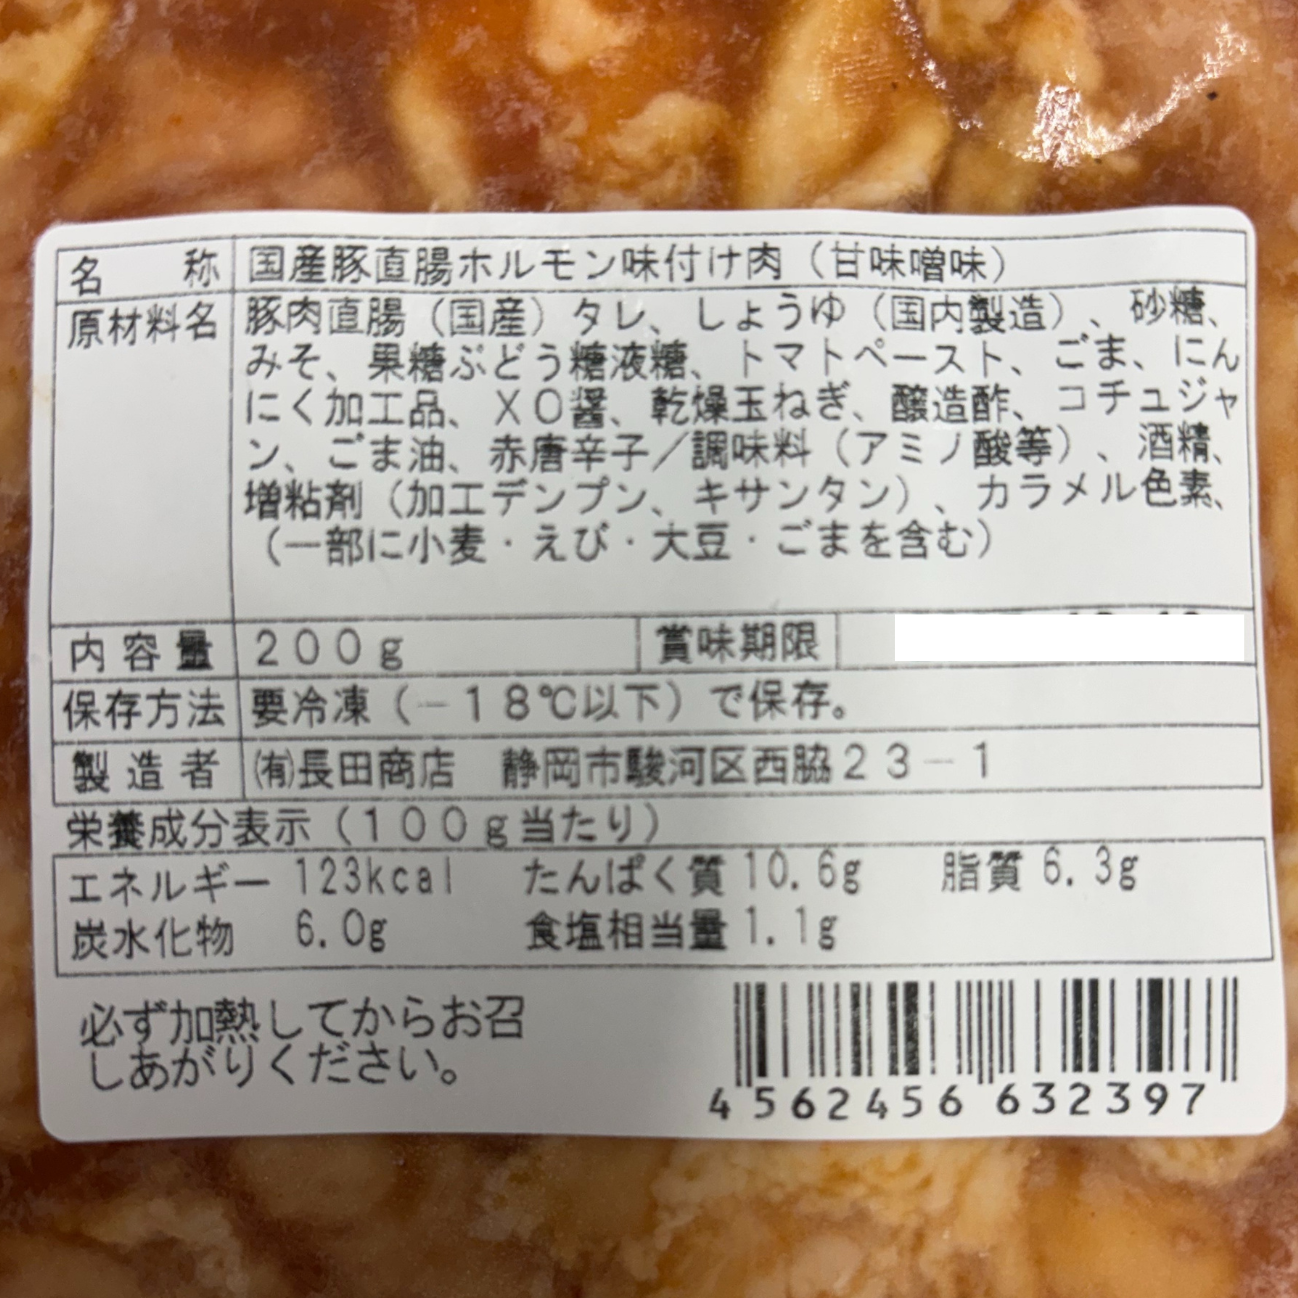 名称 国産豚直腸ホルモン味付け肉（甘味噌味）
原材料名 豚肉直腸（国産）タレ、しょうゆ（国内製造）、砂糖、
みそ、果糖ぶどう糖液糖、トマトペースト、ごま、にん
にく加工品、ＸＯ醤、乾燥玉ねぎ、醸造酢、コチュジャ
ン、ごま油、赤唐辛子／調味料（アミノ酸等）、酒精、
増粘剤（加工デンプン、キサンタン）、カラメル色素、
（一部に小麦・えび・大豆・ごまを含む）
内容量 ２００ｇ 賞味期限
保存方法 要冷凍（－１８℃以下）で保存。
製造者 ㈲長田商店　静岡市駿河区西脇２３－１
栄養成分表示（１００ｇ当たり）
エネルギー 123kcal たんぱく質 10.6g 脂質 6.3g
炭水化物 6.0g 食塩相当量 1.1g
必ず加熱してからお召
しあがりください。
4 562456 632397